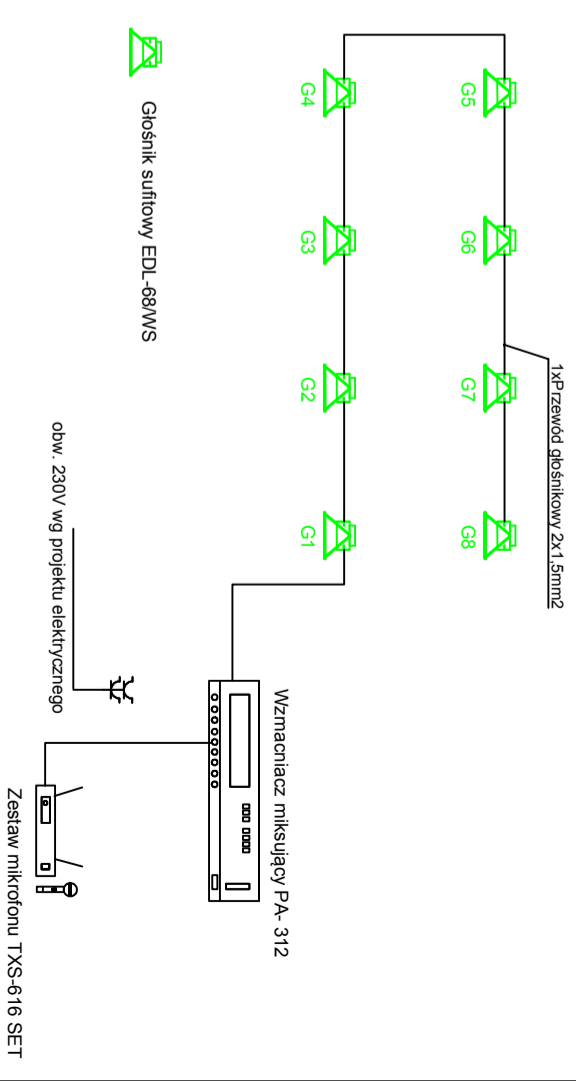 1xPrzewód głośnikowy 2x1,5mm2
G5
G6
G7
G8
G4
G3
G2
G1
Głośnik sufitowy EDL-68/WS
obw. 230V wg projektu elektrycznego
Wzmacniacz miksujący PA- 312
Zestaw mikrofonu TXS-616 SET